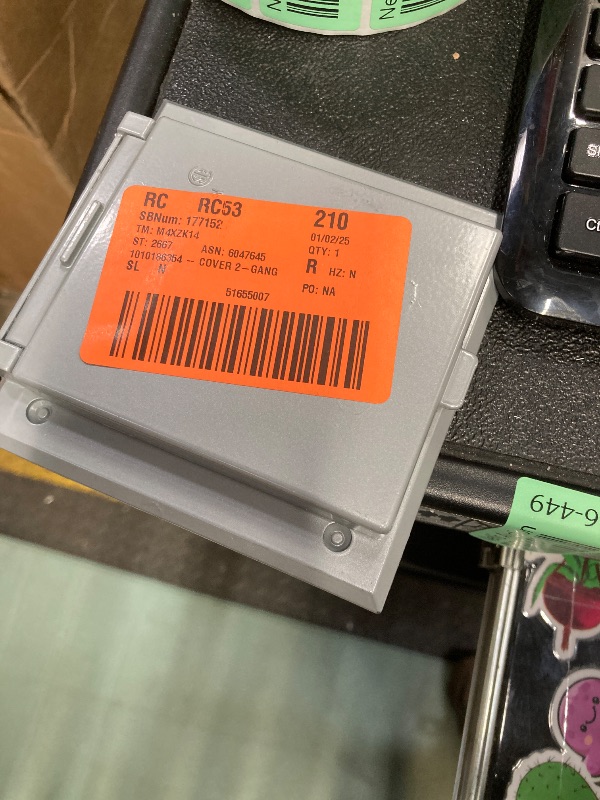 Ne
RC RC53 210
SBNum: 177152 01/02/25
TM: M4XZK14 QTY: 1
ST: 2667 ASN: 6047645 R HZ: N
1010186354 -- COVER 2-GANG
SL N PO: NA
51655007
6-449